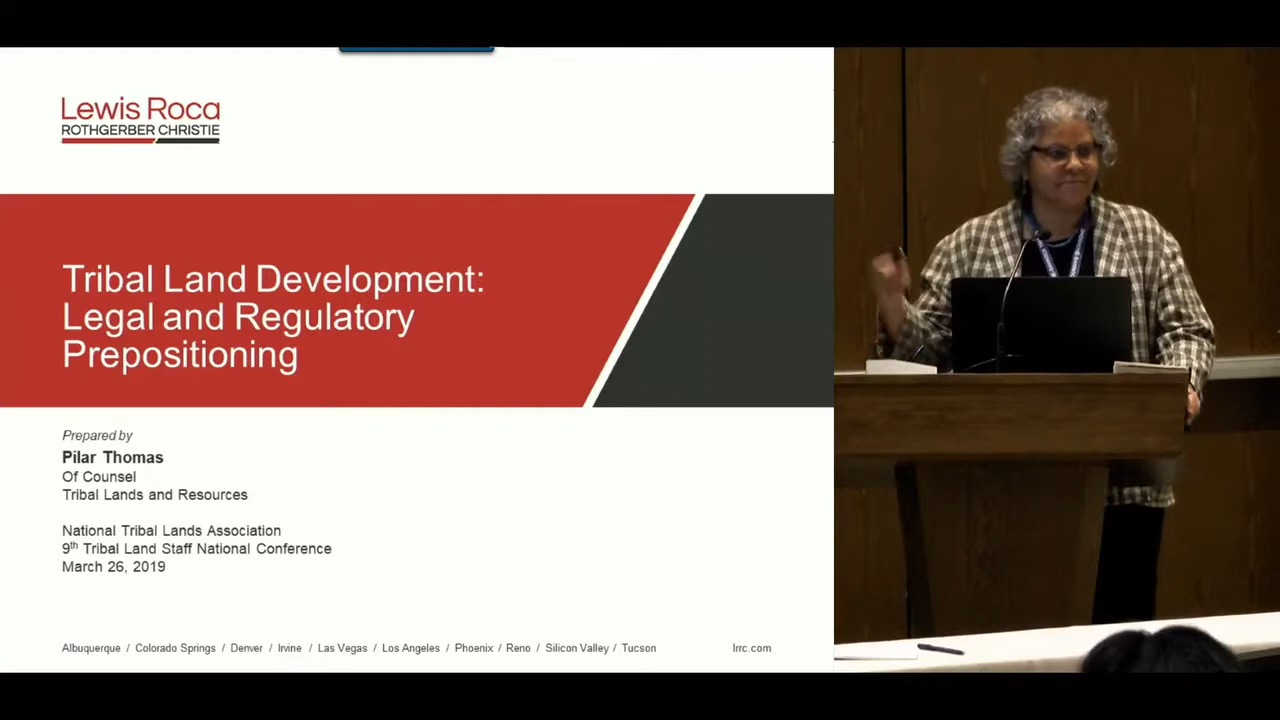 Lewis Roca
ROTHGERBER CHRISTIE
Tribal Land Development:
Legal and Regulatory
Prepositioning
Prepared by
Pilar Thomas
Of Counsel
Tribal Lands and Resources
National Tribal Lands Association
9th Tribal Land Staff National Conference
March 26, 2019
Albuquerque / Colorado Springs / Denver / Irvine / Las Vegas / Los Angeles / Phoenix / Reno / Silicon Valley / Tucson
lrrc.com